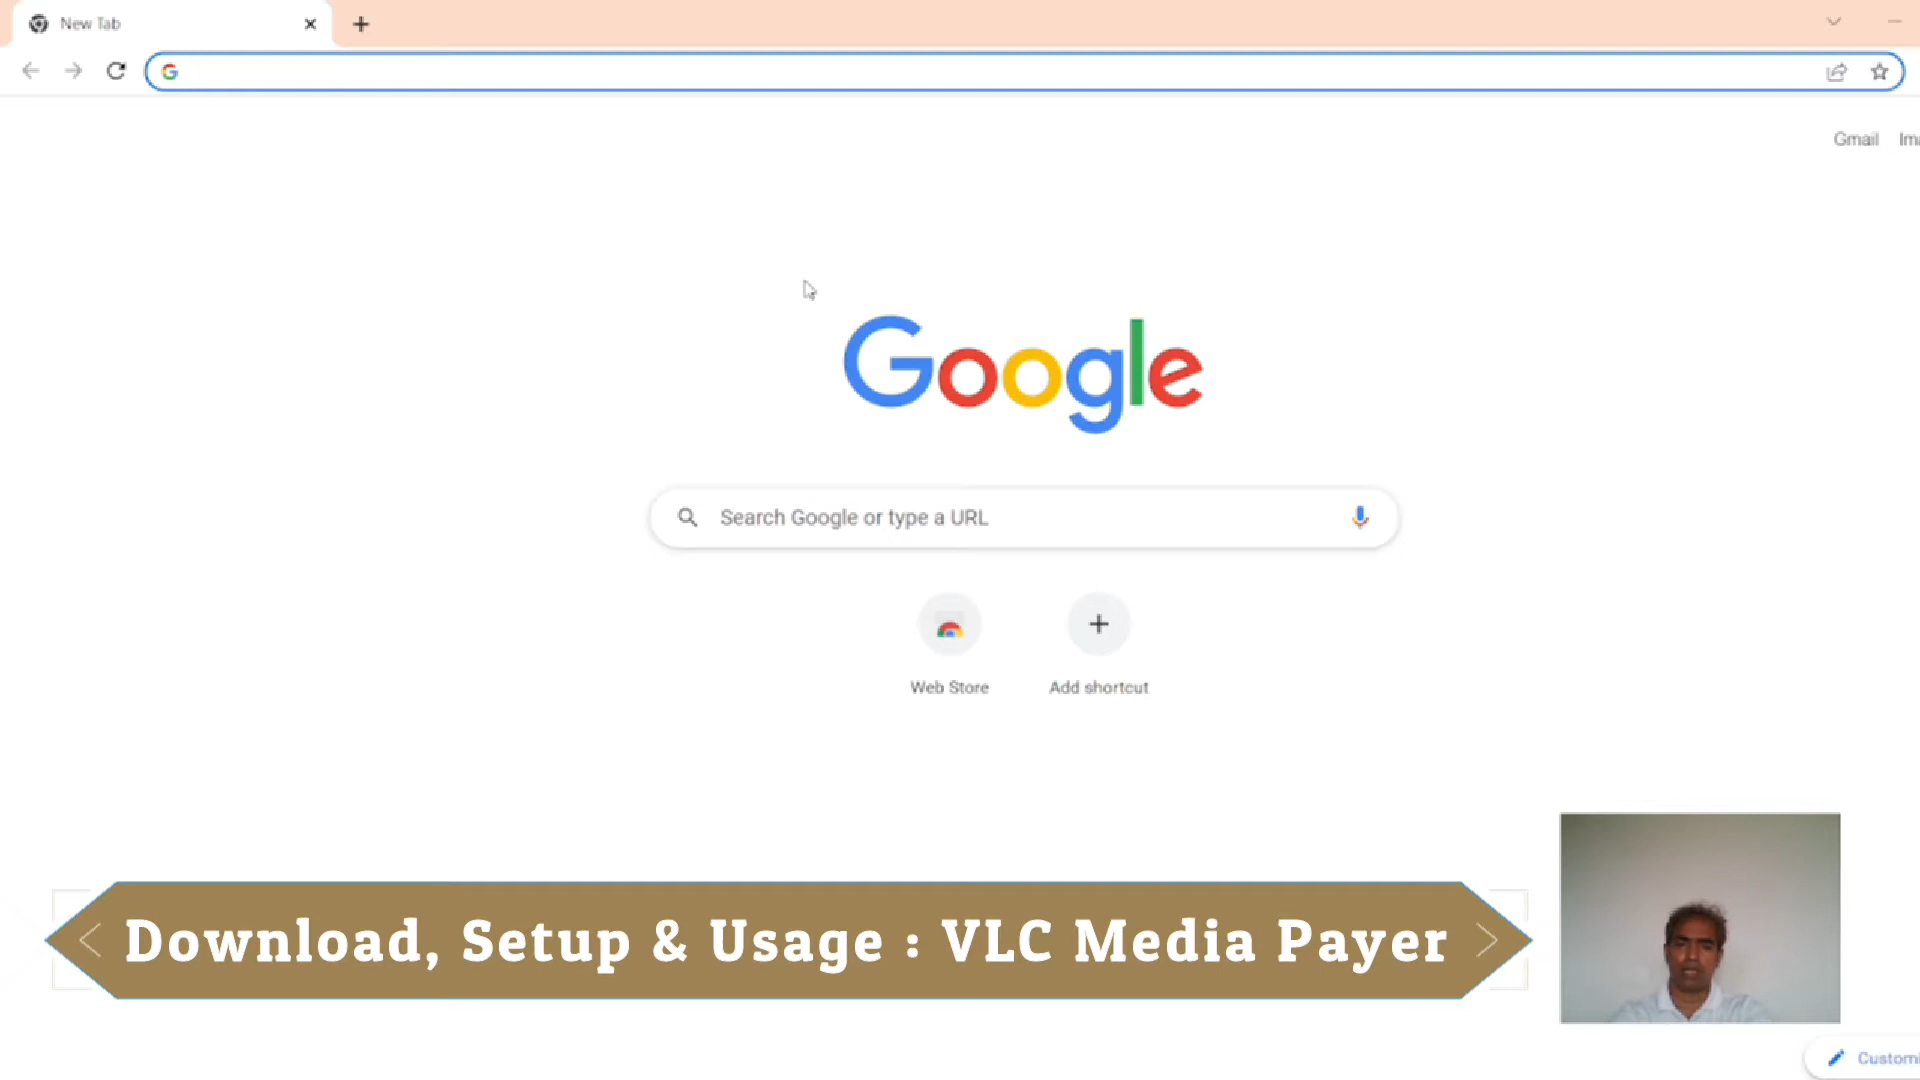 New Tab
Gmail
Google
Search Google or type a URL
Web Store
Add shortcut
Download, Setup & Usage : VLC Media Payer